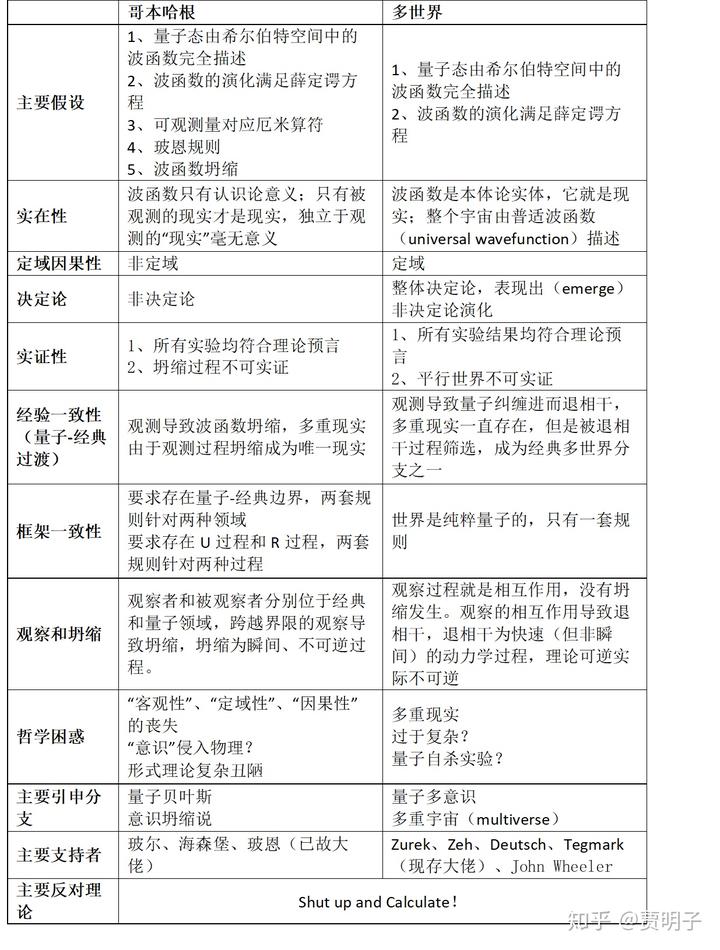 哥本哈根
多世界
主要假设
1、量子态由希尔伯特空间中的
波函数完全描述
2、波函数的演化满足薛定谔方
程
3、可观测量对应厄米算符
4、玻恩规则
5、波函数坍缩
1、量子态由希尔伯特空间中的
波函数完全描述
2、波函数的演化满足薛定谔方
程
实在性
波函数只有认识论意义；只有被
观测的现实才是现实，独立于观
测的“现实”毫无意义
波函数是本体论实体，它就是现
实；整个宇宙由普适波函数
（universal wavefunction）描述
定域因果性
非定域
定域
决定论
非决定论
整体决定论，表现出（emerge）
非决定论演化
实证性
1、所有实验均符合理论预言
2、坍缩过程不可实证
1、所有实验结果均符合理论预
言
2、平行世界不可实证
经验一致性
（量子-经典
过渡）
观测导致波函数坍缩，多重现实
由于观测过程坍缩成为唯一现实
观测导致量子纠缠进而退相干，
多重现实一直存在，但是被退相
干过程筛选，成为经典多世界分
支之一
框架一致性
要求存在量子-经典边界，两套规
则针对两种领域
要求存在 U 过程和 R 过程，两套
规则针对两种过程
世界是纯粹量子的，只有一套规
则
观察和坍缩
观察者和被观察者分别位于经典
和量子领域，跨越界限的观察导
致坍缩，坍缩为瞬间、不可逆过
程。
观察过程就是相互作用，没有坍
缩发生。观察的相互作用导致退
相干，退相干为快速（但非瞬
间）的动力学过程，理论可逆实
际不可逆
哲学困惑
“客观性”、“定域性”、“因果性”
的丧失
“意识”侵入物理？
形式理论复杂丑陋
多重现实
过于复杂？
量子自杀实验？
主要引申分
支
量子贝叶斯
意识坍缩说
量子多意识
多重宇宙（multiverse）
主要支持者
玻尔、海森堡、玻恩（已故大
佬）
Zurek、Zeh、Deutsch、Tegmark
（现存大佬）、John Wheeler
主要反对理
论
Shut up and Calculate！
知乎 @贾明子